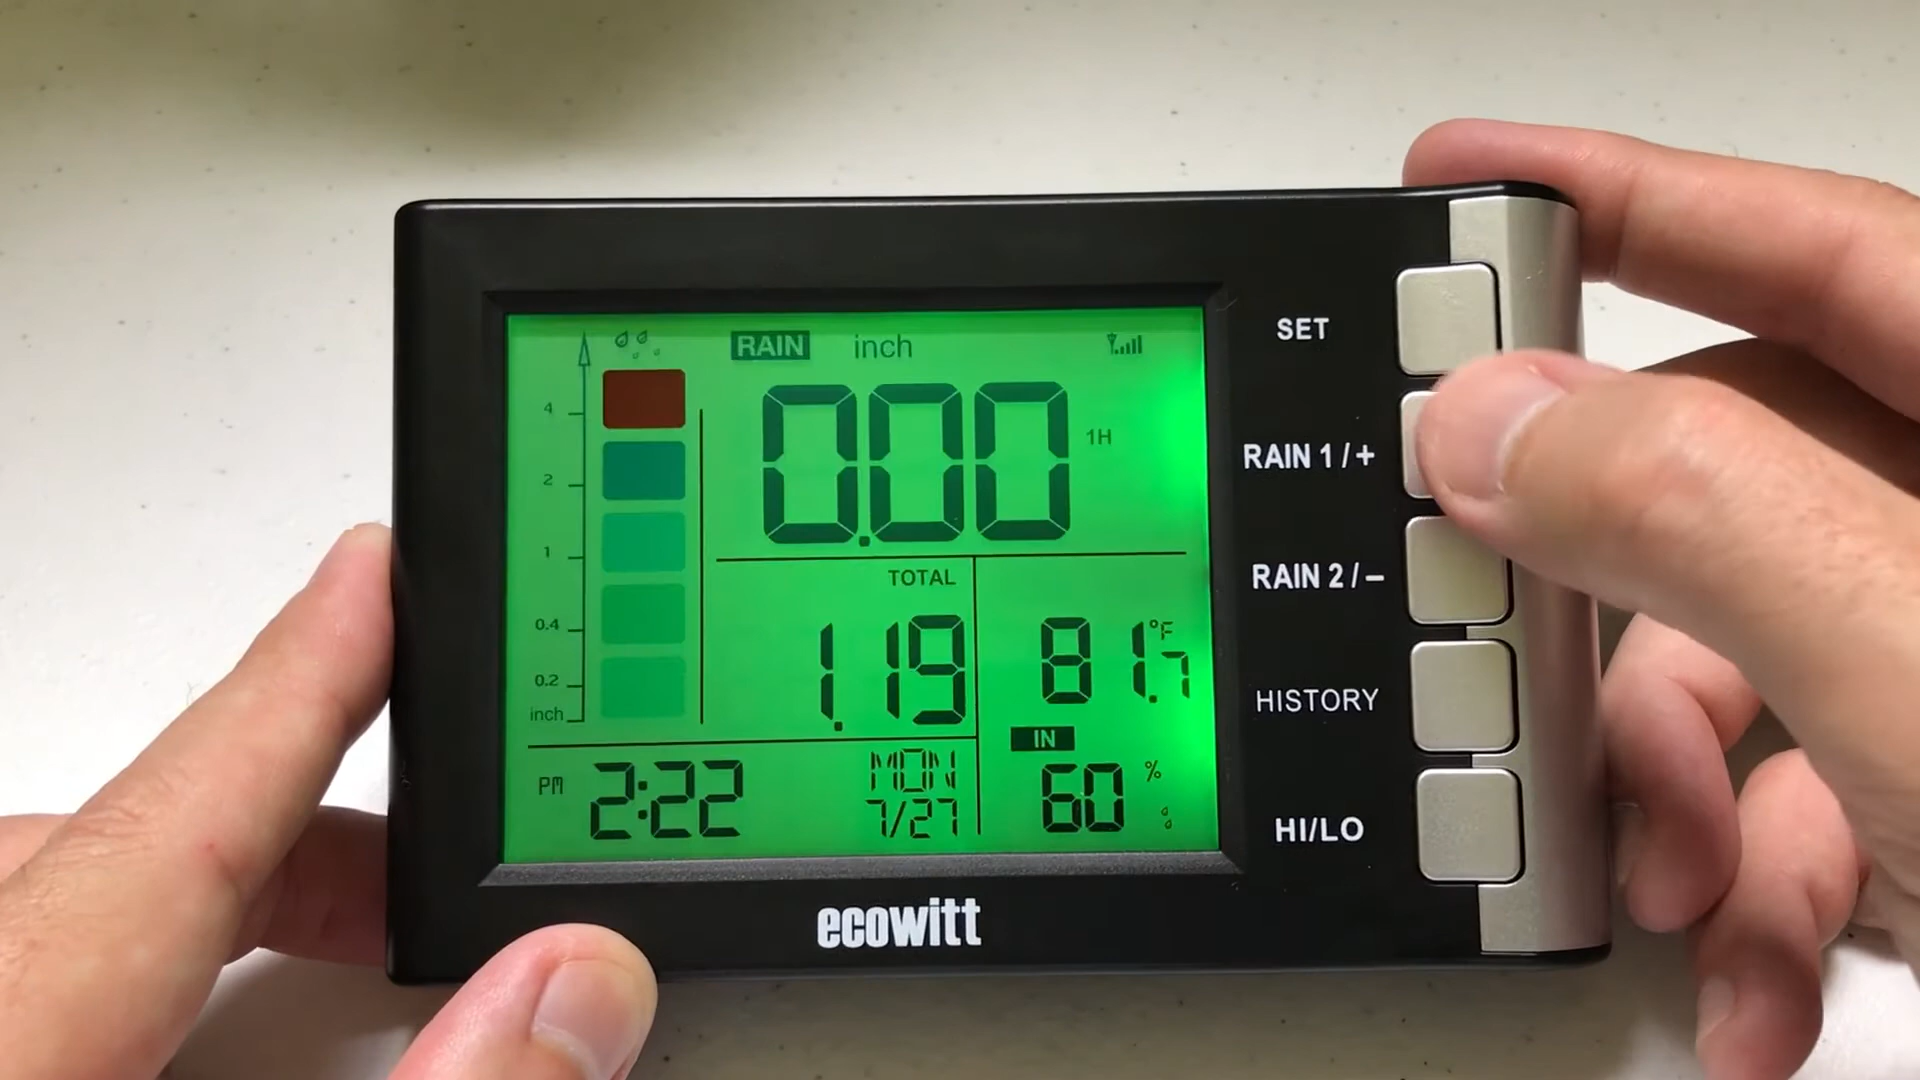 RAIN inch
4
2
1
0.4
0.2
inch
0.00 1H
TOTAL
1.19
81.7 °F
IN
60 %
PM 2:22
MON
7/27
SET
RAIN 1 / +
RAIN 2 / –
HISTORY
HI/LO
ecowitt